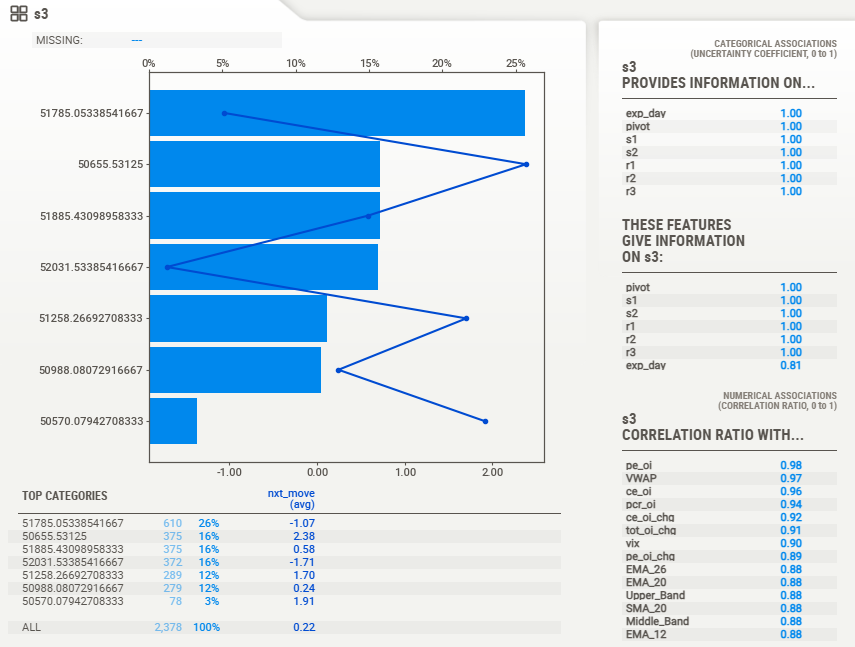 s3
MISSING: ---
0% 5% 10% 15% 20% 25%
51785.05338541667
50655.53125
51885.43098958333
52031.53385416667
51258.26692708333
50988.08072916667
50570.07942708333
-1.00 0.00 1.00 2.00
TOP CATEGORIES nxt_move
(avg)
51785.05338541667 610 26% -1.07
50655.53125 375 16% 2.38
51885.43098958333 375 16% 0.58
52031.53385416667 372 16% -1.71
51258.26692708333 289 12% 1.70
50988.08072916667 279 12% 0.24
50570.07942708333 78 3% 1.91
ALL 2,378 100% 0.22
CATEGORICAL ASSOCIATIONS
(UNCERTAINTY COEFFICIENT, 0 to 1)
s3
PROVIDES INFORMATION ON...
exp_day 1.00
pivot 1.00
s1 1.00
s2 1.00
r1 1.00
r2 1.00
r3 1.00
THESE FEATURES
GIVE INFORMATION
ON s3:
pivot 1.00
s1 1.00
s2 1.00
r1 1.00
r2 1.00
r3 1.00
exp_day 0.81
NUMERICAL ASSOCIATIONS
(CORRELATION RATIO, 0 to 1)
s3
CORRELATION RATIO WITH...
pe_oi 0.98
VWAP 0.97
ce_oi 0.96
pcr_oi 0.94
ce_oi_chg 0.92
tot_oi_chg 0.91
vix 0.90
pe_oi_chg 0.89
EMA_26 0.88
EMA_20 0.88
Upper_Band 0.88
SMA_20 0.88
Middle_Band 0.88
EMA_12 0.88